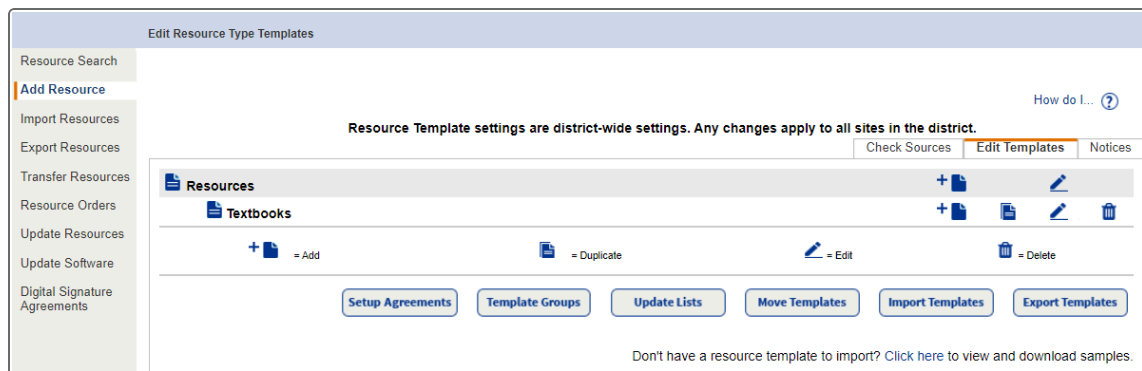 Edit Resource Type Templates
Resource Search
Add Resource
Import Resources
Export Resources
Transfer Resources
Resource Orders
Update Resources
Update Software
Digital Signature
Agreements
How do I... ?
Resource Template settings are district-wide settings. Any changes apply to all sites in the district.
Check Sources
Edit Templates
Notices
Resources
Textbooks
= Add
= Duplicate
= Edit
= Delete
Setup Agreements
Template Groups
Update Lists
Move Templates
Import Templates
Export Templates
Don't have a resource template to import? Click here to view and download samples.